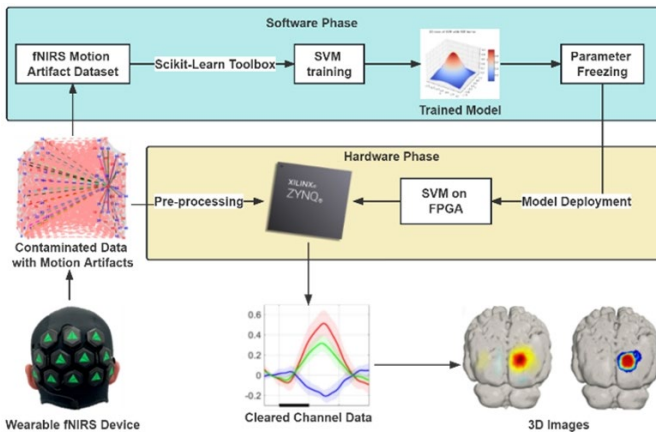 Software Phase
fNIRS Motion
Artifact Dataset
Scikit-Learn Toolbox
SVM
training
Trained Model
Parameter
Freezing
Hardware Phase
Pre-processing
XILINX
ZYNQ
SVM on
FPGA
Model Deployment
Contaminated Data
with Motion Artifacts
Wearable fNIRS Device
0.6
0.4
0.2
0
-0.2
Cleared Channel Data
3D Images